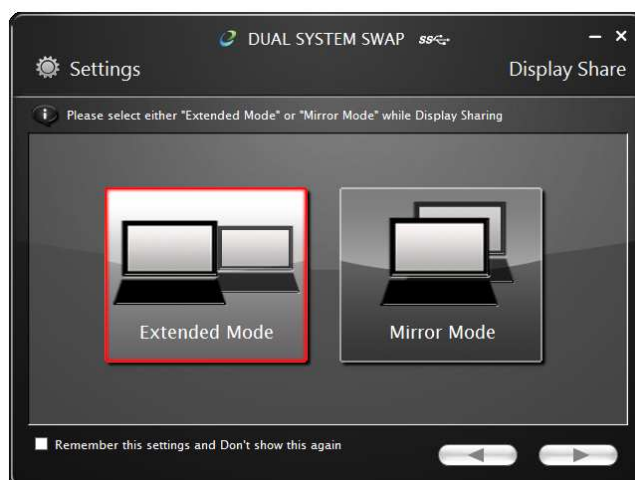 DUAL SYSTEM SWAP SS
Settings
Display Share
Please select either "Extended Mode" or "Mirror Mode" while Display Sharing
Extended Mode
Mirror Mode
Remember this settings and Don't show this again